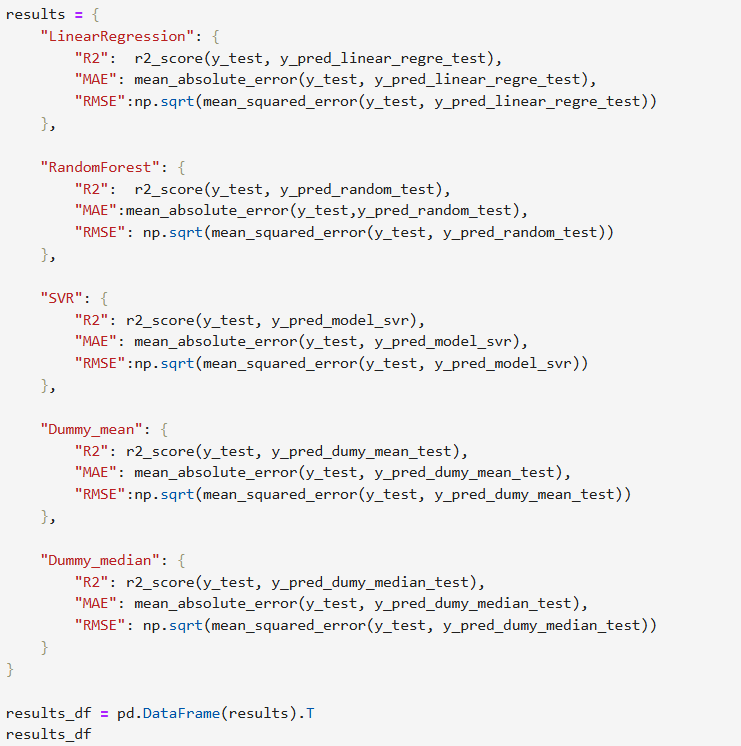 results = {
    "LinearRegression": {
        "R2":  r2_score(y_test, y_pred_linear_regre_test),
        "MAE": mean_absolute_error(y_test, y_pred_linear_regre_test),
        "RMSE":np.sqrt(mean_squared_error(y_test, y_pred_linear_regre_test))
    },

    "RandomForest": {
        "R2":  r2_score(y_test, y_pred_random_test),
        "MAE":mean_absolute_error(y_test,y_pred_random_test),
        "RMSE": np.sqrt(mean_squared_error(y_test, y_pred_random_test))
    },

    "SVR": {
        "R2": r2_score(y_test, y_pred_model_svr),
        "MAE": mean_absolute_error(y_test, y_pred_model_svr),
        "RMSE":np.sqrt(mean_squared_error(y_test, y_pred_model_svr))
    },

    "Dummy_mean": {
        "R2": r2_score(y_test, y_pred_dumy_mean_test),
        "MAE": mean_absolute_error(y_test, y_pred_dumy_mean_test),
        "RMSE":np.sqrt(mean_squared_error(y_test, y_pred_dumy_mean_test))
    },

    "Dummy_median": {
        "R2": r2_score(y_test, y_pred_dumy_median_test),
        "MAE": mean_absolute_error(y_test, y_pred_dumy_median_test),
        "RMSE": np.sqrt(mean_squared_error(y_test, y_pred_dumy_median_test))
    }
}

results_df = pd.DataFrame(results).T
results_df